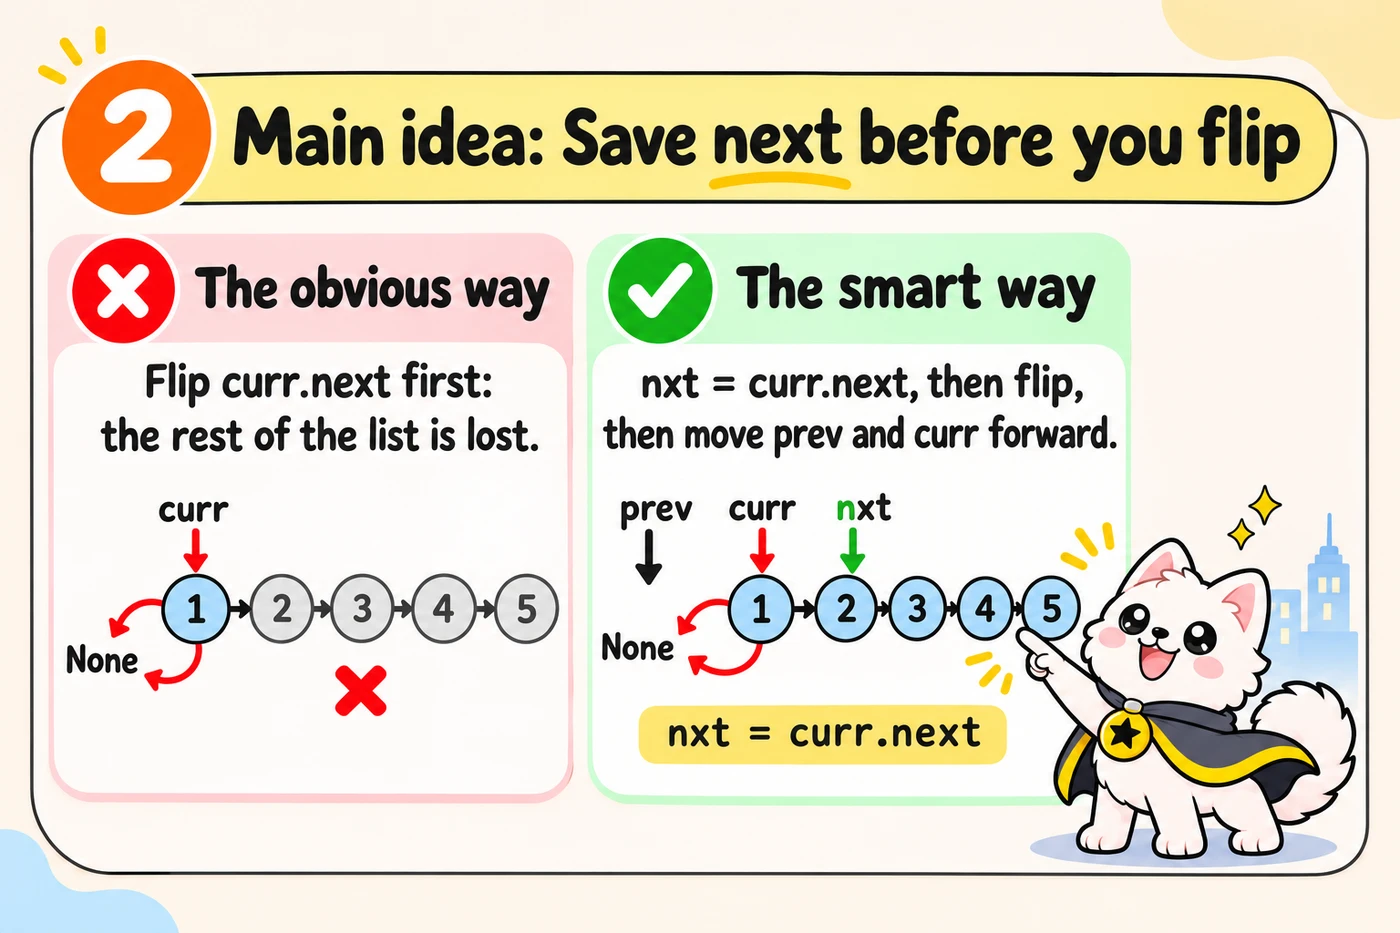 2
Main idea: Save next before you flip
The obvious way
Flip curr.next first:
the rest of the list is lost.
curr
1 2 3 4 5
None
The smart way
nxt = curr.next, then flip,
then move prev and curr forward.
prev curr nxt
1 2 3 4 5
None
nxt = curr.next